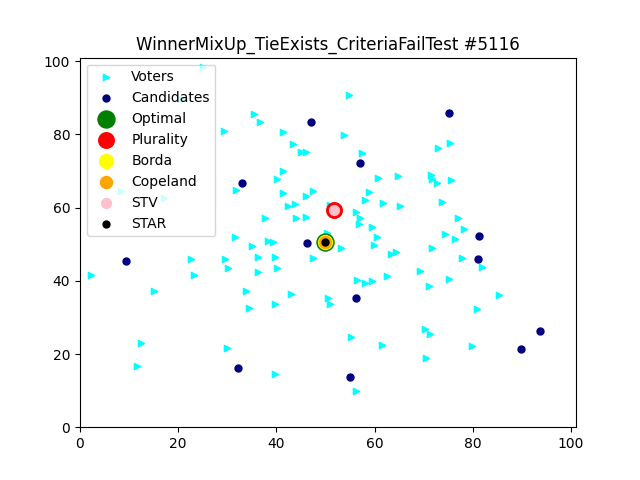 WinnerMixUp_TieExists_CriteriaFailTest #5116
100
80
60
40
20
0
Voters
Candidates
Optimal
Plurality
Borda
Copeland
STV
STAR
0 20 40 60 80 100